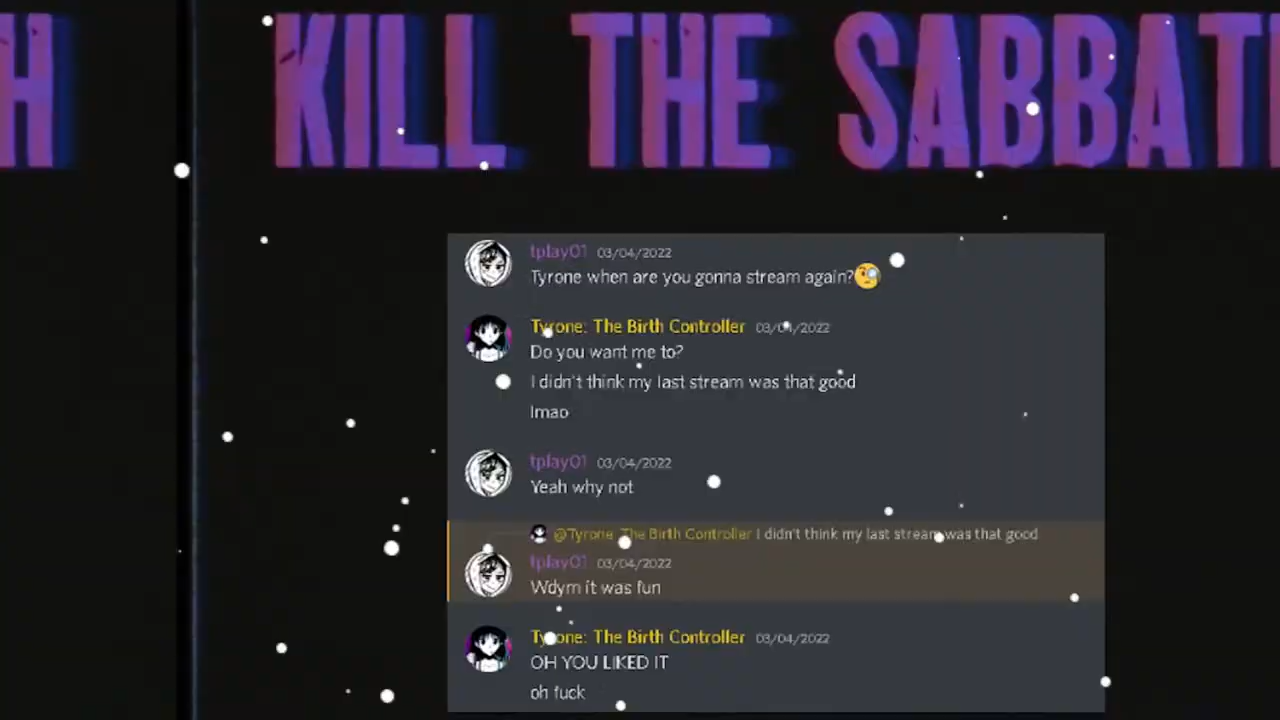 H KILL THE SABBAT
tplay01 03/04/2022
Tyrone when are you gonna stream again?🧐
Tyrone: The Birth Controller 03/04/2022
Do you want me to?
I didn't think my last stream was that good
lmao
tplay01 03/04/2022
Yeah why not
@Tyrone: The Birth Controller I didn't think my last stream was that good
tplay01 03/04/2022
Wdym it was fun
Tyrone: The Birth Controller 03/04/2022
OH YOU LIKED IT
oh fuck